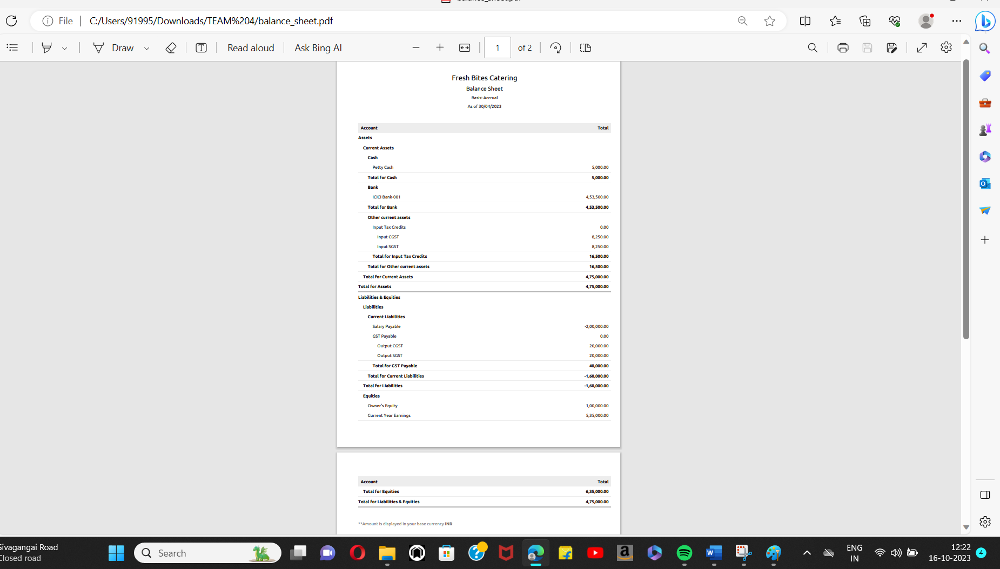 File C:/Users/91995/Downloads/TEAM%204/balance_sheet.pdf
Draw Read aloud Ask Bing AI 1 of 2
Fresh Bites Catering
Balance Sheet
Basis: Accrual
As of 30/04/2023
Account Total
Assets
Current Assets
Cash
Petty Cash 5,000.00
Total for Cash 5,000.00
Bank
ICICI Bank-001 4,53,500.00
Total for Bank 4,53,500.00
Other current assets
Input Tax Credits 0.00
Input CGST 8,250.00
Input SGST 8,250.00
Total for Input Tax Credits 16,500.00
Total for Other current assets 16,500.00
Total for Current Assets 4,75,000.00
Total for Assets 4,75,000.00
Liabilities & Equities
Liabilities
Current Liabilities
Salary Payable -2,00,000.00
GST Payable 0.00
Output CGST 20,000.00
Output SGST 20,000.00
Total for GST Payable 40,000.00
Total for Current Liabilities -1,60,000.00
Total for Liabilities -1,60,000.00
Equities
Owner's Equity 1,00,000.00
Current Year Earnings 5,35,000.00
Account Total
Total for Equities 6,35,000.00
Total for Liabilities & Equities 4,75,000.00
**Amount is displayed in your base currency INR
Sivagangai Road
Closed road
Search
ENG
IN
12:22
16-10-2023
4